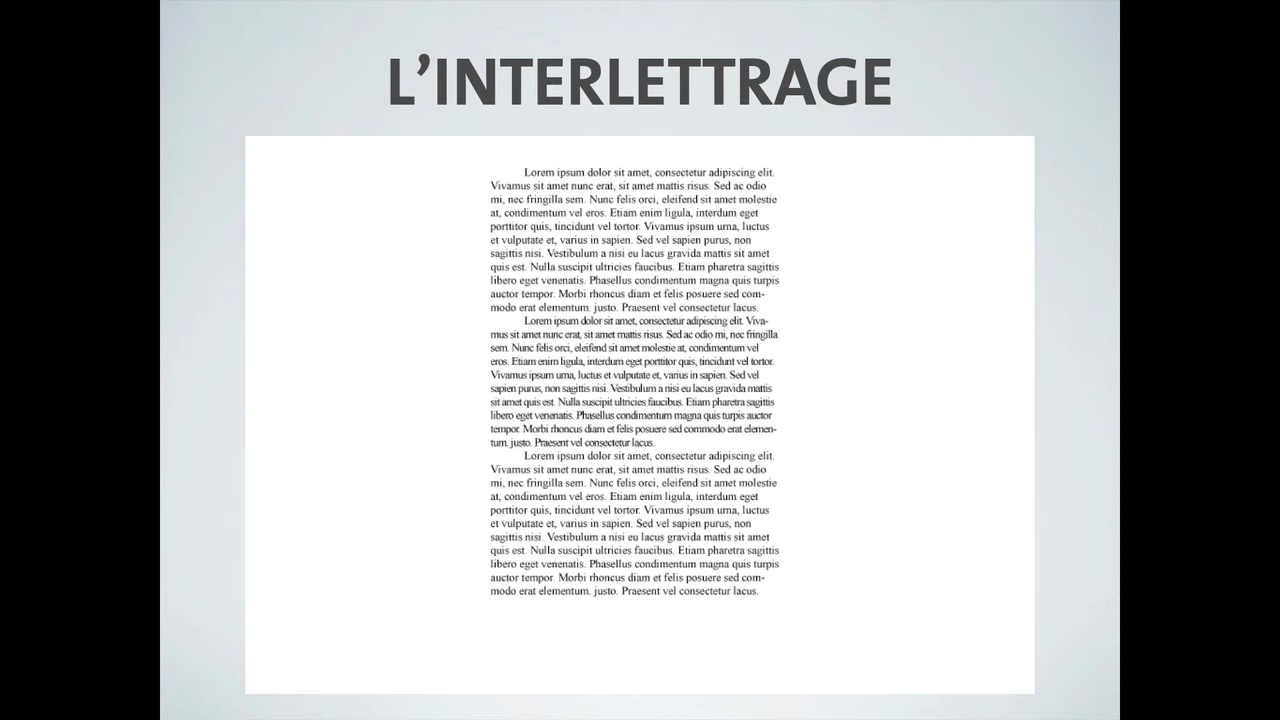 L’INTERLETTRAGE
Lorem ipsum dolor sit amet, consectetur adipiscing elit.
Vivamus sit amet nunc erat, sit amet mattis risus. Sed ac odio
mi, nec fringilla sem. Nunc felis orci, eleifend sit amet molestie
at, condimentum vel eros. Etiam enim ligula, interdum eget
porttitor quis, tincidunt vel tortor. Vivamus ipsum urna, luctus
et vulputate et, varius in sapien. Sed vel sapien purus, non
sagittis nisi. Vestibulum a nisi eu lacus gravida mattis sit amet
quis est. Nulla suscipit ultricies faucibus. Etiam pharetra sagittis
libero eget venenatis. Phasellus condimentum magna quis turpis
auctor tempor. Morbi rhoncus diam et felis posuere sed com-
modo erat elementum. justo. Praesent vel consectetur lacus.
Lorem ipsum dolor sit amet, consectetur adipiscing elit. Viva-
mus sit amet nunc erat, sit amet mattis risus. Sed ac odio mi, nec fringilla
sem. Nunc felis orci, eleifend sit amet molestie at, condimentum vel
eros. Etiam enim ligula, interdum eget porttitor quis, tincidunt vel tortor.
Vivamus ipsum urna, luctus et vulputate et, varius in sapien. Sed vel
sapien purus, non sagittis nisi. Vestibulum a nisi eu lacus gravida mattis
sit amet quis est. Nulla suscipit ultricies faucibus. Etiam pharetra sagittis
libero eget venenatis. Phasellus condimentum magna quis turpis auctor
tempor. Morbi rhoncus diam et felis posuere sed commodo erat elemen-
tum. justo. Praesent vel consectetur lacus.
Lorem ipsum dolor sit amet, consectetur adipiscing elit.
Vivamus sit amet nunc erat, sit amet mattis risus. Sed ac odio
mi, nec fringilla sem. Nunc felis orci, eleifend sit amet molestie
at, condimentum vel eros. Etiam enim ligula, interdum eget
porttitor quis, tincidunt vel tortor. Vivamus ipsum urna, luctus
et vulputate et, varius in sapien. Sed vel sapien purus, non
sagittis nisi. Vestibulum a nisi eu lacus gravida mattis sit amet
quis est. Nulla suscipit ultricies faucibus. Etiam pharetra sagittis
libero eget venenatis. Phasellus condimentum magna quis turpis
auctor tempor. Morbi rhoncus diam et felis posuere sed com-
modo erat elementum. justo. Praesent vel consectetur lacus.